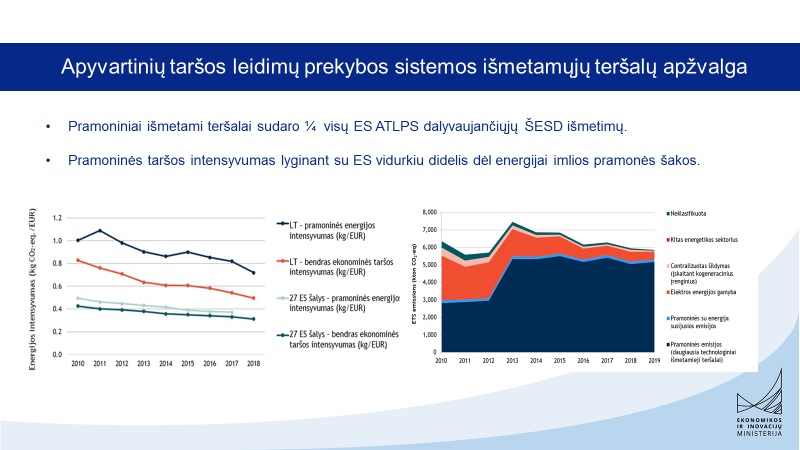 Apyvartinių taršos leidimų prekybos sistemos išmetamųjų teršalų apžvalga
• Pramoniniai išmetami teršalai sudaro ¼ visų ES ATLPS dalyvaujančiųjų ŠESD išmetimų.
• Pramoninės taršos intensyvumas lyginant su ES vidurkiu didelis dėl energijai imlios pramonės šakos.
Energijos intensyvumas (kg CO₂-eq./EUR)
1.2
1.0
0.8
0.6
0.4
0.2
0.0
2010 2011 2012 2013 2014 2015 2016 2017 2018
LT - pramoninės energijos
intensyvumas (kg/EUR)
LT - bendras ekonominės taršos
intensyvumas (kg/EUR)
27 ES šalys - pramoninės energijo
intensyvumas (kg/EUR)
27 ES šalys - bendras ekonominės
taršos intensyvumas (kg/EUR)
ETS emissions (kton CO₂-eq)
8,000
7,000
6,000
5,000
4,000
3,000
2,000
1,000
0
2010 2011 2012 2013 2014 2015 2016 2017 2018 2019
Neklasifikuota
Kitas energetikos sektorius
Centralizuotas šildymas
(įskaitant kogeneracinius
įrenginius)
Elektros energijos gamyba
Pramoninės su energija
susijusios emisijos
Pramoninės emisijos
(daugiausia technologiniai
išmetamieji teršalai)
EKONOMIKOS
IR INOVACIJŲ
MINISTERIJA